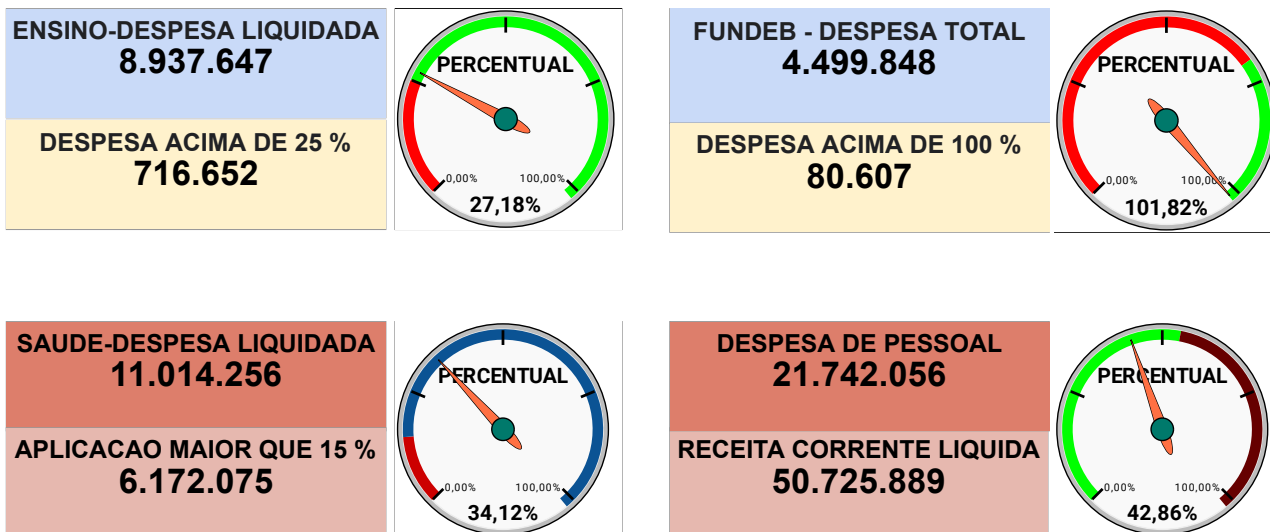 ENSINO-DESPESA LIQUIDADA
8.937.647
DESPESA ACIMA DE 25 %
716.652
PERCENTUAL
0,00%
100,00%
27,18%
FUNDEB - DESPESA TOTAL
4.499.848
DESPESA ACIMA DE 100 %
80.607
PERCENTUAL
0,00%
100,00%
101,82%
SAUDE-DESPESA LIQUIDADA
11.014.256
APLICACAO MAIOR QUE 15 %
6.172.075
PERCENTUAL
0,00%
100,00%
34,12%
DESPESA DE PESSOAL
21.742.056
RECEITA CORRENTE LIQUIDA
50.725.889
PERCENTUAL
0,00%
100,00%
42,86%